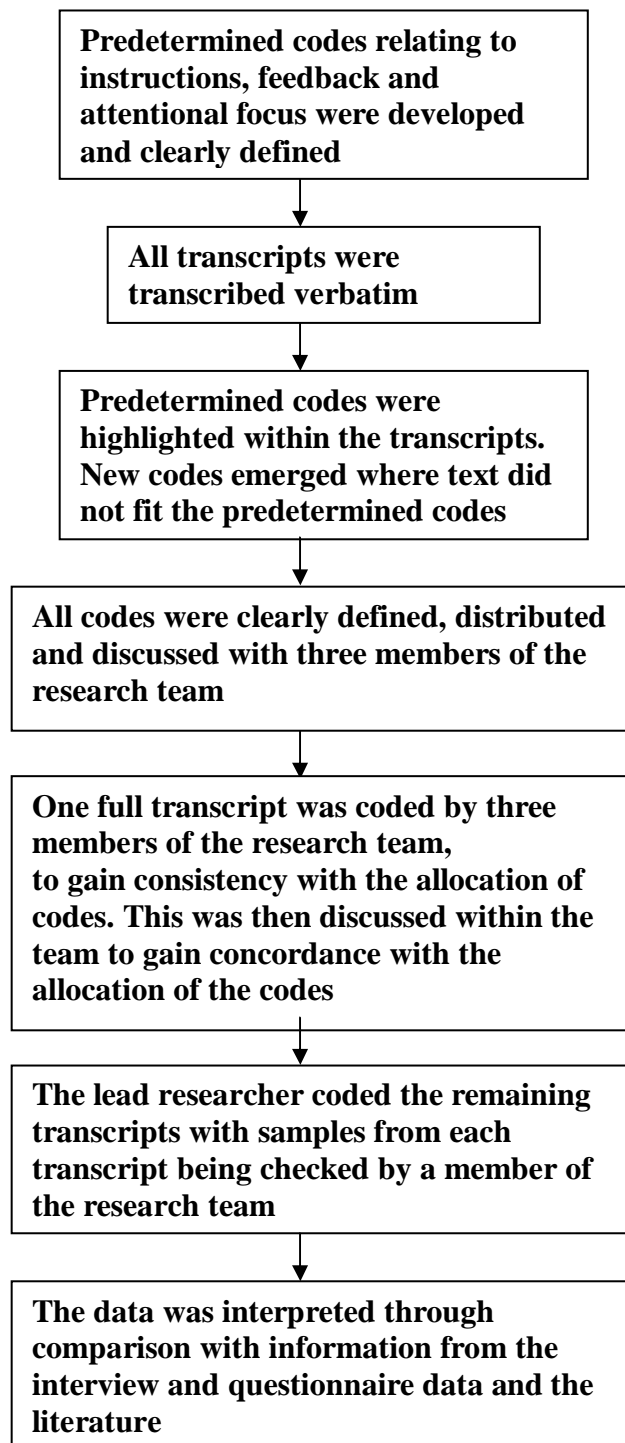 Predetermined codes relating to
instructions, feedback and
attentional focus were developed
and clearly defined
All transcripts were
transcribed verbatim
Predetermined codes were
highlighted within the transcripts.
New codes emerged where text did
not fit the predetermined codes
All codes were clearly defined, distributed
and discussed with three members of the
research team
One full transcript was coded by three
members of the research team,
to gain consistency with the allocation of
codes. This was then discussed within the
team to gain concordance with the
allocation of the codes
The lead researcher coded the remaining
transcripts with samples from each
transcript being checked by a member of
the research team
The data was interpreted through
comparison with information from the
interview and questionnaire data and the
literature